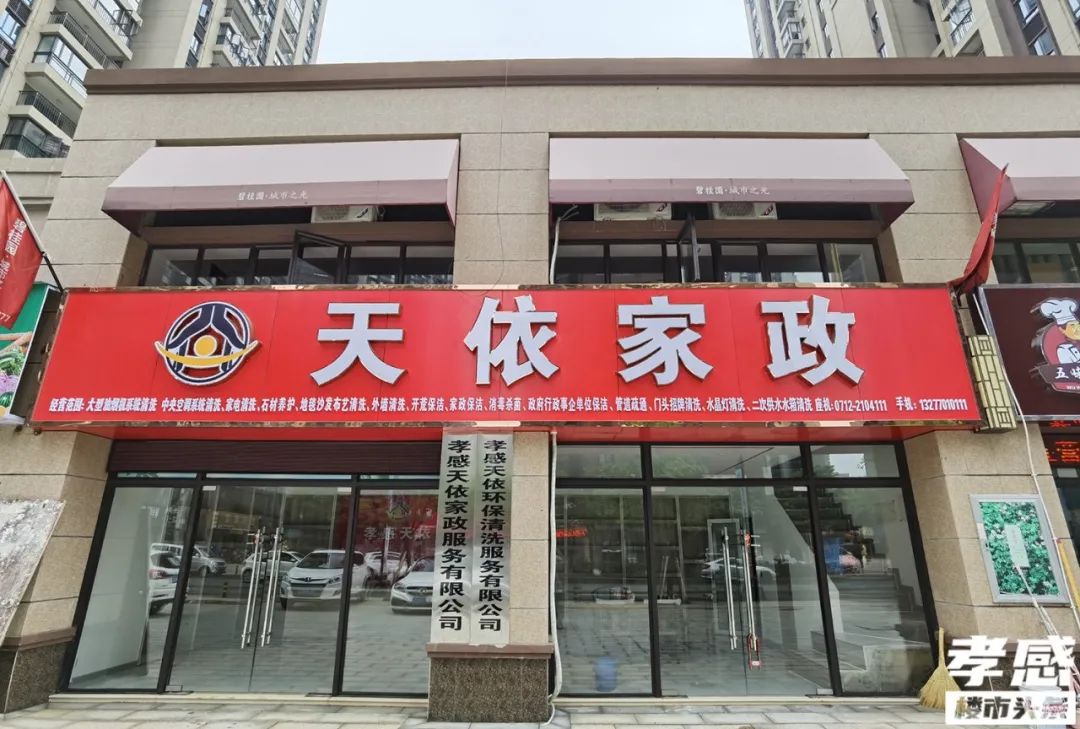 碧桂园·城市之光
碧桂园·城市之光
天依家政
经营范围:大型油烟机系统清洗、中央空调系统清洗、家电清洗、石材养护、地毯沙发布艺清洗、外墙清洗、开荒保洁、家政保洁、消毒杀菌、政府行政事企单位保洁、管道疏通、门头招牌清洗、水晶灯清洗、二次供水水箱清洗 座机:0712-2104111 手机:13277010111
孝感天依家政服务有限公司
孝感天依环保清洗服务有限公司
五
孝感
楼市头条